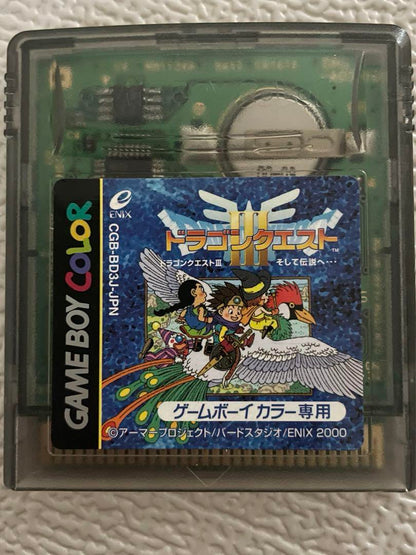 ENIX
CGB-BD3J-JPN
GAME BOY COLOR
III
ドラゴンクエスト
TM
ドラゴンクエストIII そして伝説へ…
ゲームボーイ カラー専用
©アーマープロジェクト/バードスタジオ/ENIX 2000